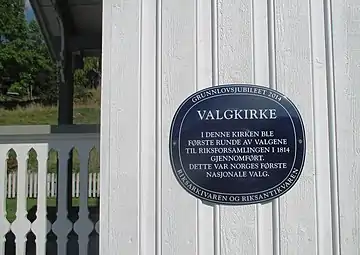 GRUNNLOVSJUBILEET 2014
VALGKIRKE
I DENNE KIRKEN BLE
FØRSTE RUNDE AV VALGENE
TIL RIKSFORSAMLINGEN I 1814
GJENNOMFØRT.
DETTE VAR NORGES FØRSTE
NASJONALE VALG.
RIKSARKIVAREN OG RIKSANTIKVAREN